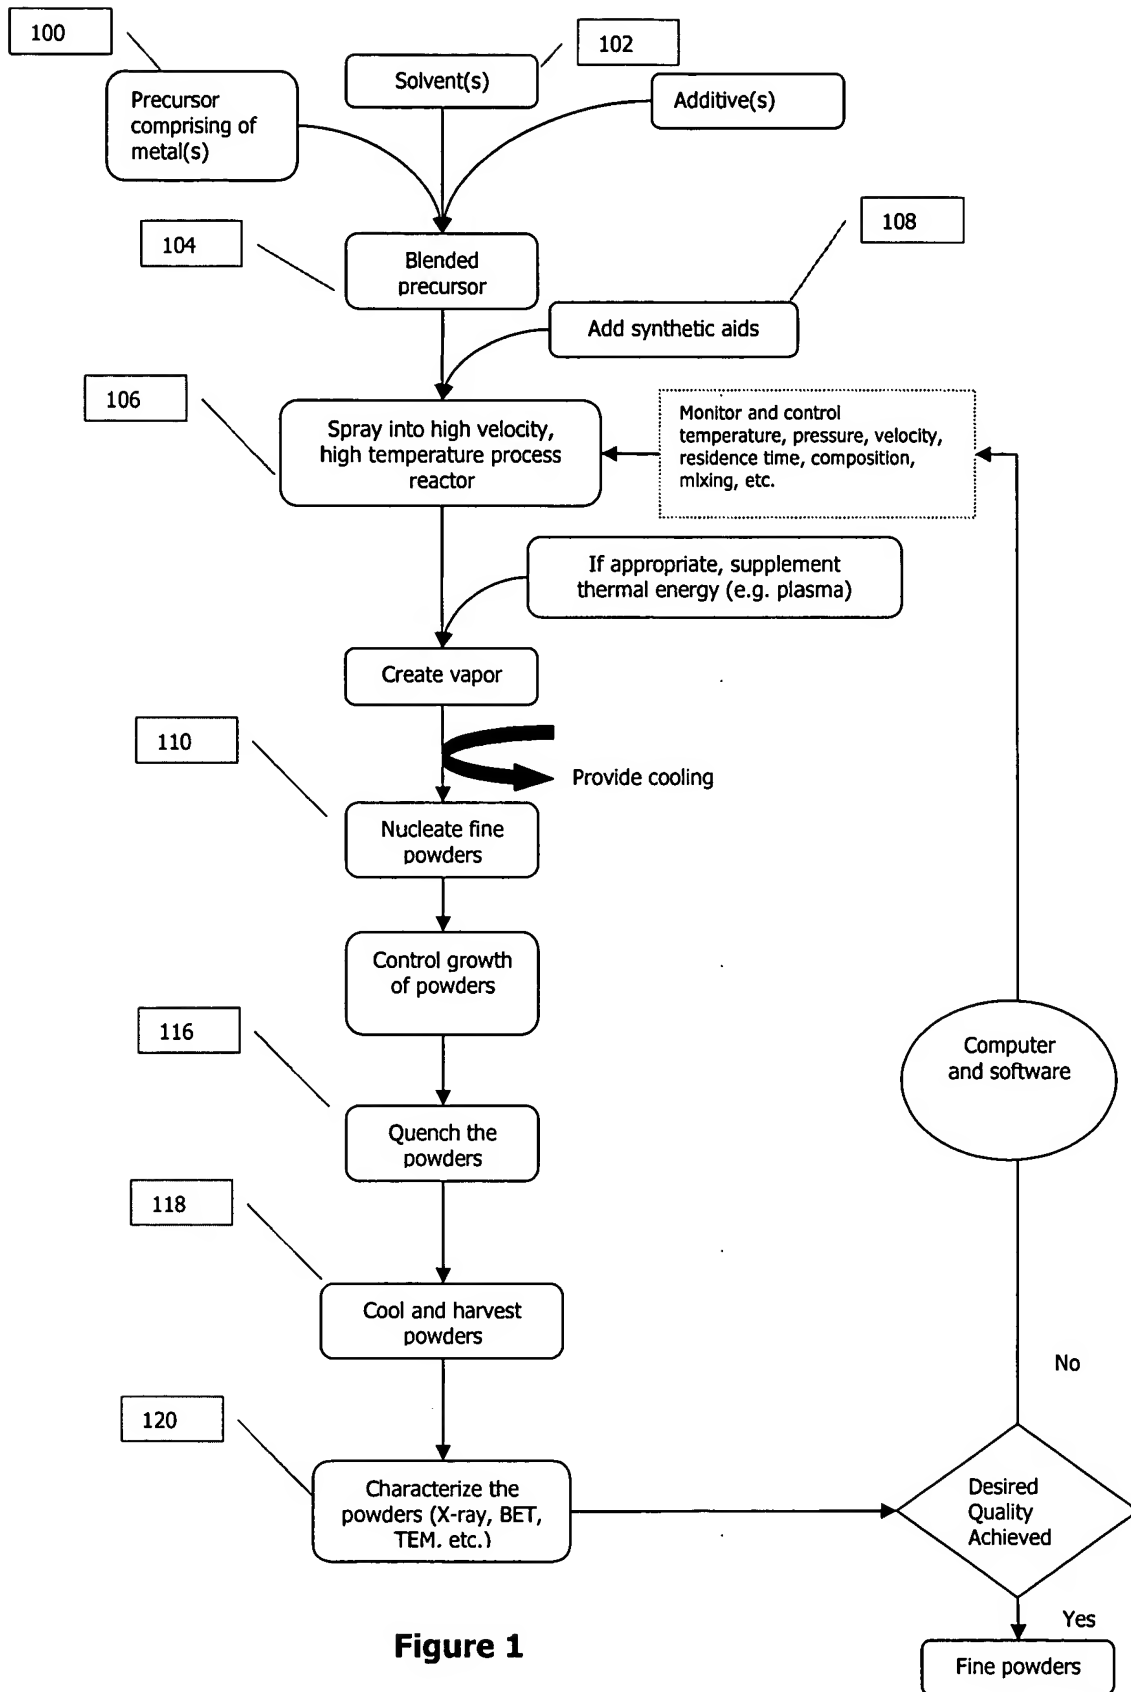 100
102
Solvent(s)
Additive(s)
Precursor
comprising of
metal(s)
108
104
Blended
precursor
Add synthetic aids
106
Spray into high velocity,
high temperature process
reactor
Monitor and control
temperature, pressure, velocity,
residence time, composition,
mixing, etc.
If appropriate, supplement
thermal energy (e.g. plasma)
Create vapor
110
Provide cooling
Nucleate fine
powders
Control growth
of powders
116
Computer
and software
Quench the
powders
118
Cool and harvest
powders
No
120
Characterize the
powders (X-ray, BET,
TEM. etc.)
Desired
Quality
Achieved
Yes
Figure 1
Fine powders